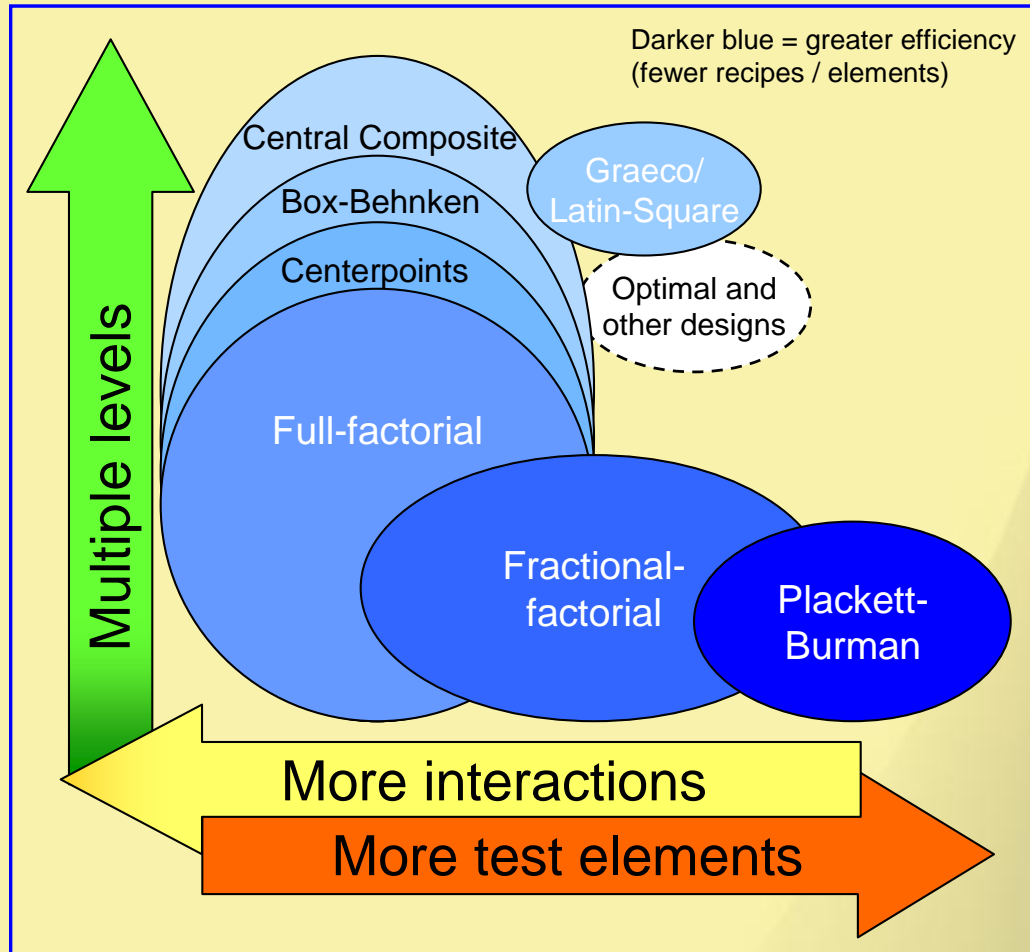 Darker blue = greater efficiency
(fewer recipes / elements)
Central Composite
Graeco/
Latin-Square
Box-Behnken
Centerpoints
Optimal and
other designs
Multiple levels
Full-factorial
Fractional-
factorial
Plackett-
Burman
More interactions
More test elements